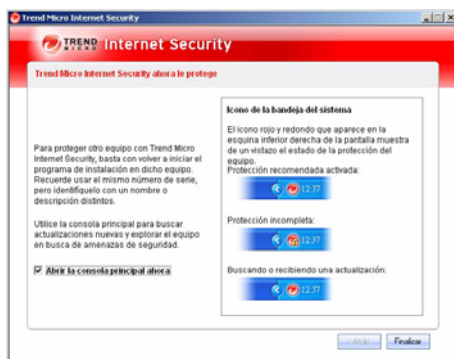 Trend Micro Internet Security
TREND MICRO Internet Security
Trend Micro Internet Security ahora le protege
Para proteger otro equipo con Trend Micro
Internet Security, basta con volver a iniciar el
programa de instalación en dicho equipo.
Recuerde usar el mismo número de serie,
pero identifíquelo con un nombre o
descripción distintos.
Utilice la consola principal para buscar
actualizaciones nuevas y explorar el equipo
en busca de amenazas de seguridad.
Abrir la consola principal ahora
Icono de la bandeja del sistema
El icono rojo y redondo que aparece en la
esquina inferior derecha de la pantalla muestra
de un vistazo el estado de la protección del
equipo.
Protección recomendada activada:
12:37
Protección incompleta:
12:37
Buscando o recibiendo una actualización:
12:37
< Atrás
Finalizar